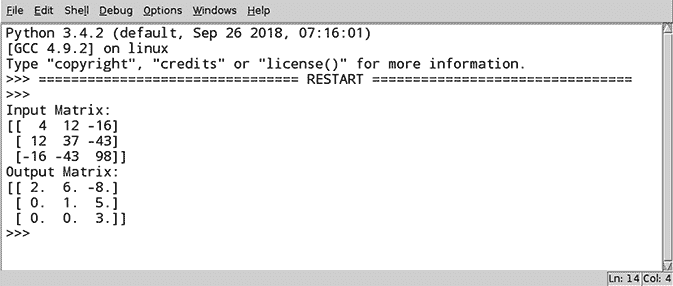 File Edit Shell Debug Options Windows Help
Python 3.4.2 (default, Sep 26 2018, 07:16:01)
[GCC 4.9.2] on linux
Type "copyright", "credits" or "license()" for more information.
>>> ================================ RESTART ================================
>>>
Input Matrix:
[[  4  12 -16]
 [ 12  37 -43]
 [-16 -43  98]]
Output Matrix:
[[ 2.  6. -8.]
 [ 0.  1.  5.]
 [ 0.  0.  3.]]
>>>
Ln: 14 Col: 4